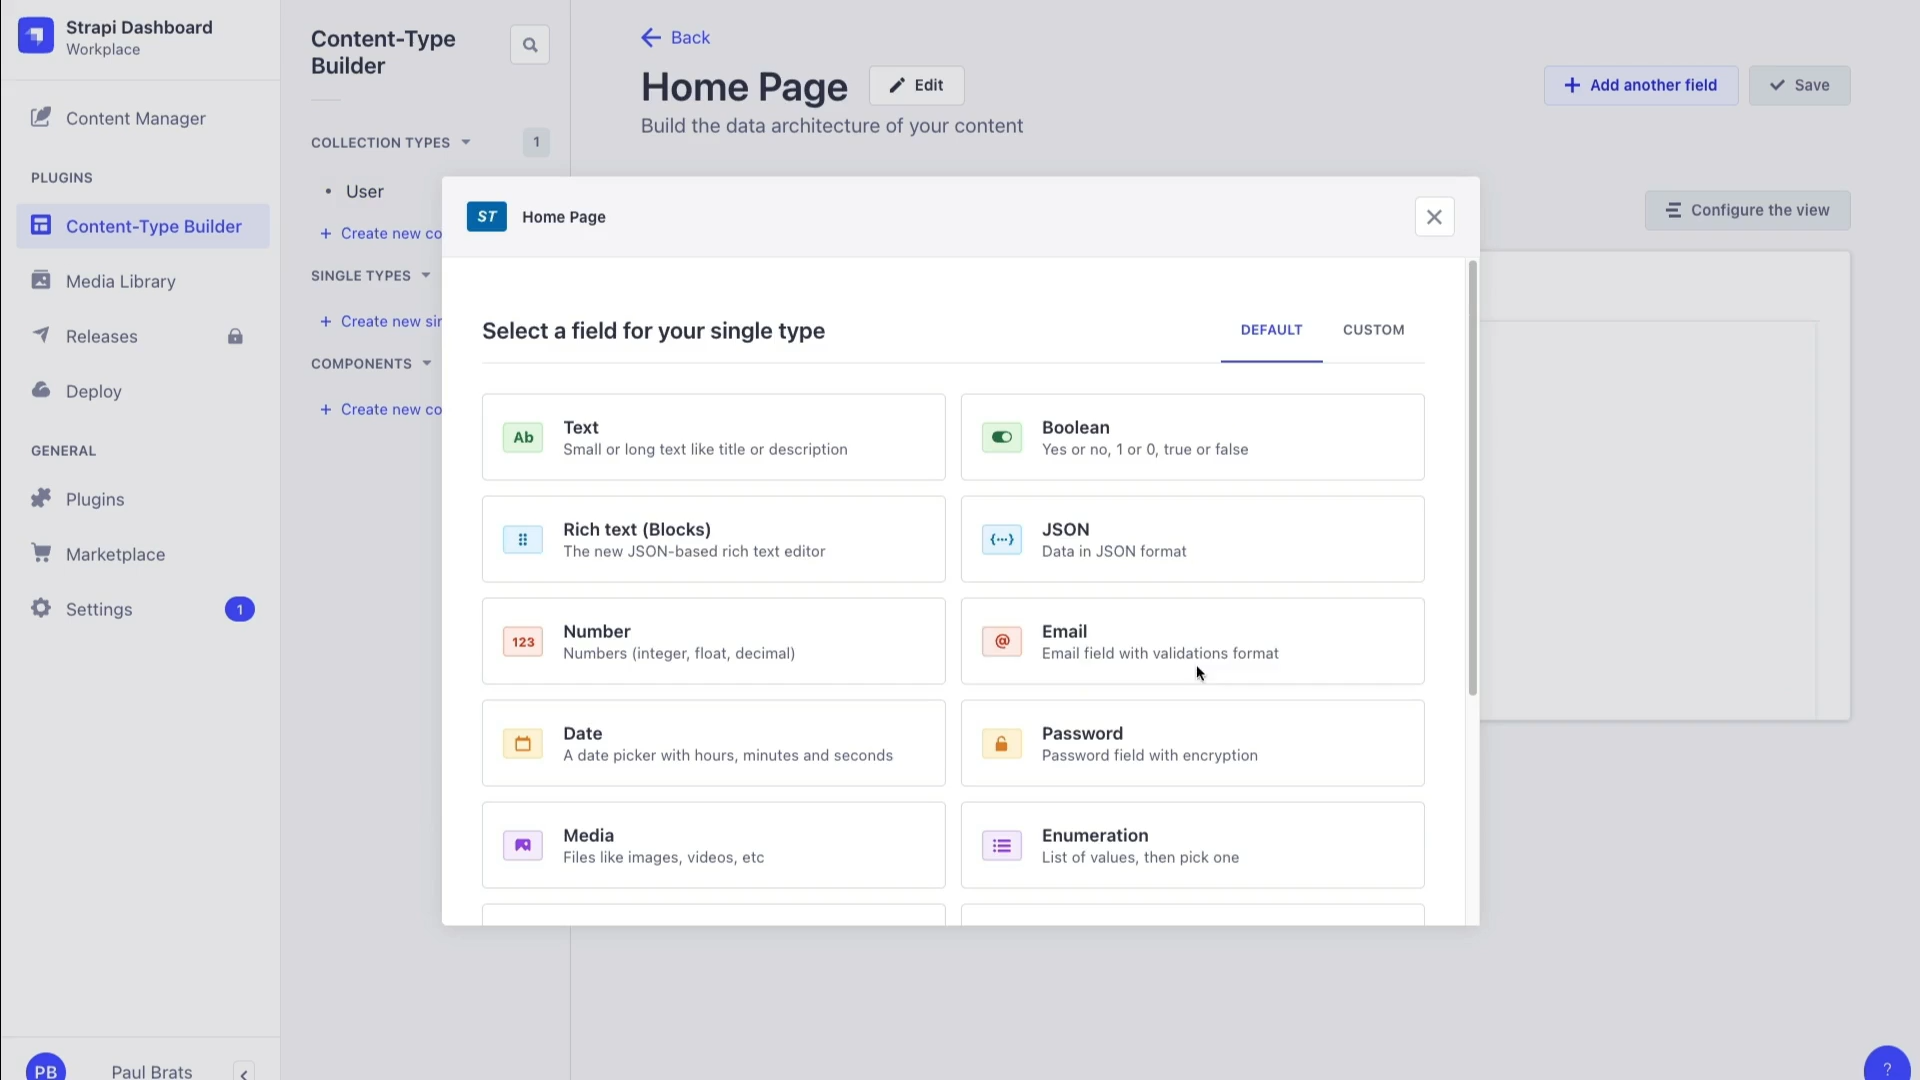 Strapi Dashboard
Workplace
Content Manager
PLUGINS
Content-Type Builder
Media Library
Releases
Deploy
GENERAL
Plugins
Marketplace
Settings
1
PB
Paul Brats
Content-Type
Builder
COLLECTION TYPES
1
User
+ Create new co
SINGLE TYPES
+ Create new sin
COMPONENTS
+ Create new co
Back
Home Page
Edit
+ Add another field
Save
Build the data architecture of your content
Configure the view
ST
Home Page
Select a field for your single type
DEFAULT
CUSTOM
Ab
Text
Small or long text like title or description
Boolean
Yes or no, 1 or 0, true or false
Rich text (Blocks)
The new JSON-based rich text editor
{···}
JSON
Data in JSON format
123
Number
Numbers (integer, float, decimal)
@
Email
Email field with validations format
Date
A date picker with hours, minutes and seconds
Password
Password field with encryption
Media
Files like images, videos, etc
Enumeration
List of values, then pick one
?